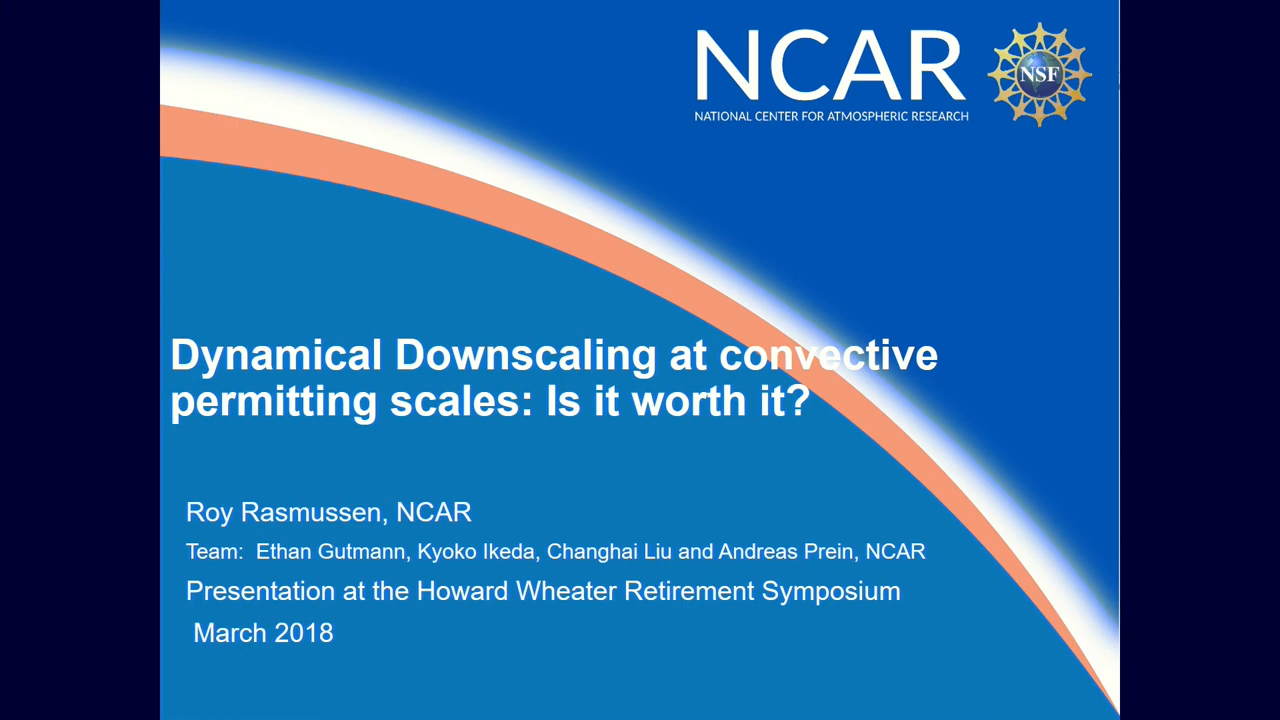 NCAR
NSF
NATIONAL CENTER FOR ATMOSPHERIC RESEARCH
Dynamical Downscaling at convective
permitting scales: Is it worth it?
Roy Rasmussen, NCAR
Team:  Ethan Gutmann, Kyoko Ikeda, Changhai Liu and Andreas Prein, NCAR
Presentation at the Howard Wheater Retirement Symposium
March 2018